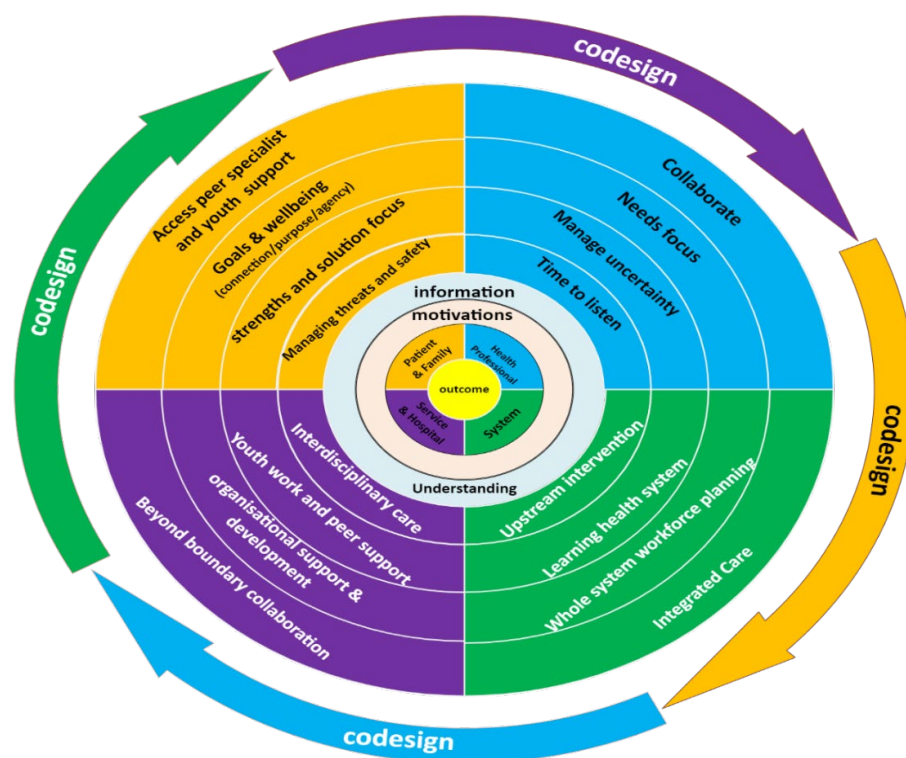 codesign
codesign
codesign
codesign
codesign
Access peer specialist
and youth support
Goals & wellbeing
(connection/purpose/agency)
strengths and solution focus
Managing threats and safety
Collaborate
Needs focus
Manage uncertainty
Time to listen
information
motivations
Patient
& Family
Health
Professional
outcome
Service
& Hospital
System
Understanding
Interdisciplinary care
Youth work and peer support
organisational support &
development
Beyond boundary collaboration
Upstream intervention
Learning health system
Whole system workforce planning
Integrated Care